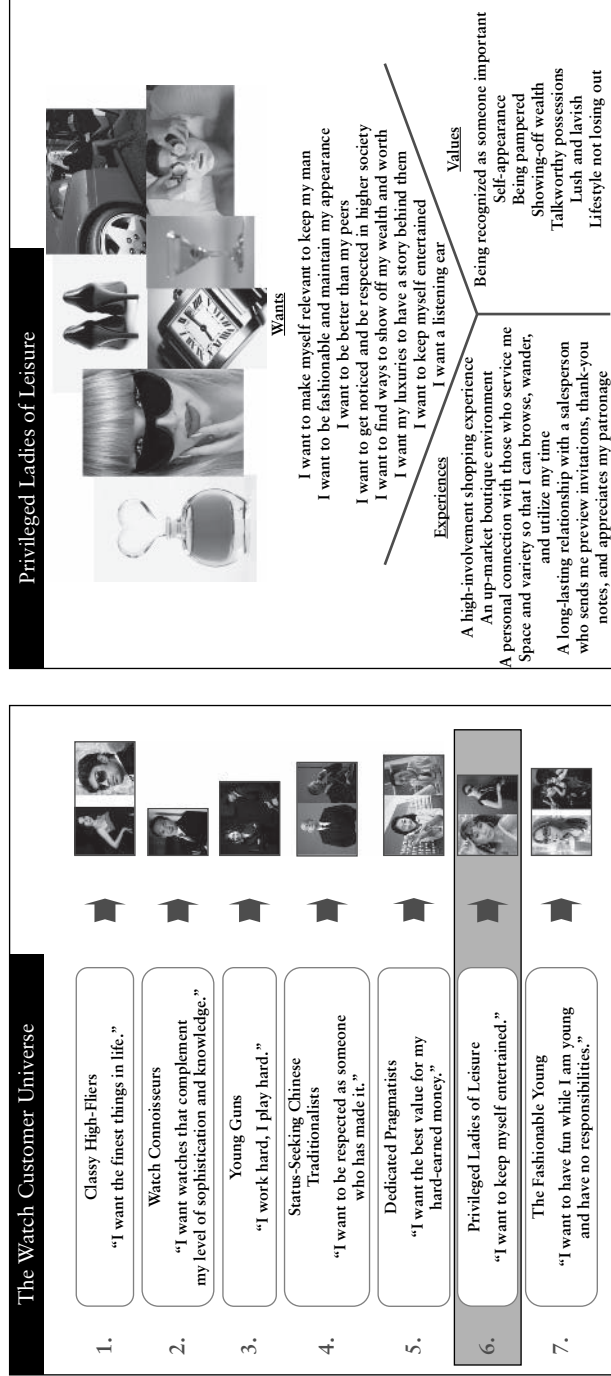 The Watch Customer Universe
1.
Classy High-Fliers
“I want the finest things in life.”
2.
Watch Connoisseurs
“I want watches that complement
my level of sophistication and knowledge.”
3.
Young Guns
“I work hard, I play hard.”
4.
Status-Seeking Chinese
Traditionalists
“I want to be respected as someone
who has made it.”
5.
Dedicated Pragmatists
“I want the best value for my
hard-earned money.”
6.
Privileged Ladies of Leisure
“I want to keep myself entertained.”
7.
The Fashionable Young
“I want to have fun while I am young
and have no responsibilities.”
Privileged Ladies of Leisure
Wants
I want to make myself relevant to keep my man
I want to be fashionable and maintain my appearance
I want to be better than my peers
I want to get noticed and be respected in higher society
I want to find ways to show off my wealth and worth
I want my luxuries to have a story behind them
I want to keep myself entertained
I want a listening ear
Experiences
A high-involvement shopping experience
An up-market boutique environment
A personal connection with those who service me
Space and variety so that I can browse, wander,
and utilize my time
A long-lasting relationship with a salesperson
who sends me preview invitations, thank-you
notes, and appreciates my patronage
Values
Being recognized as someone important
Self-appearance
Being pampered
Showing-off wealth
Talkworthy possessions
Lush and lavish
Lifestyle not losing out